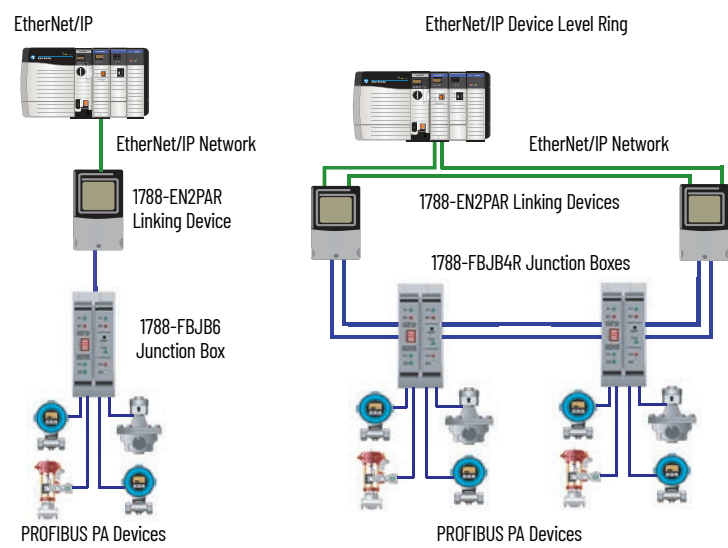 EtherNet/IP
EtherNet/IP Network
1788-EN2PAR
Linking Device
1788-FBJB6
Junction Box
PROFIBUS PA Devices
EtherNet/IP Device Level Ring
EtherNet/IP Network
1788-EN2PAR Linking Devices
1788-FBJB4R Junction Boxes
PROFIBUS PA Devices